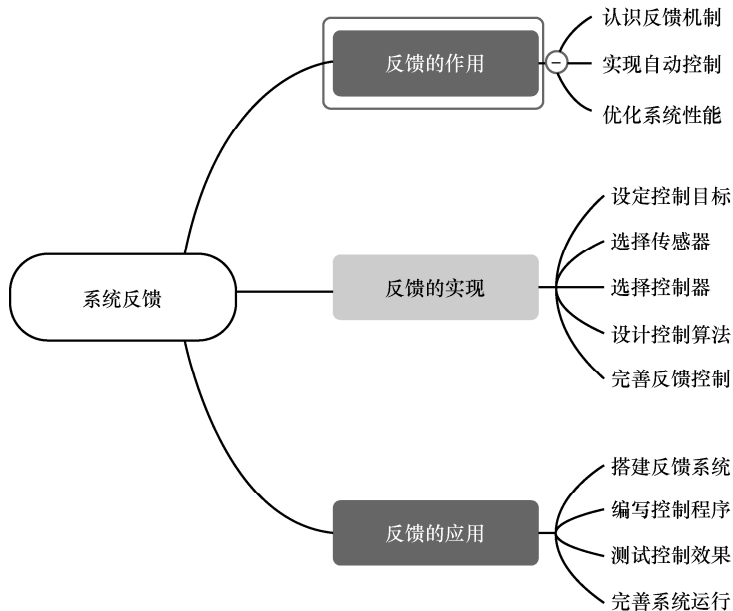 系统反馈
反馈的作用
认识反馈机制
实现自动控制
优化系统性能
反馈的实现
设定控制目标
选择传感器
选择控制器
设计控制算法
完善反馈控制
反馈的应用
搭建反馈系统
编写控制程序
测试控制效果
完善系统运行